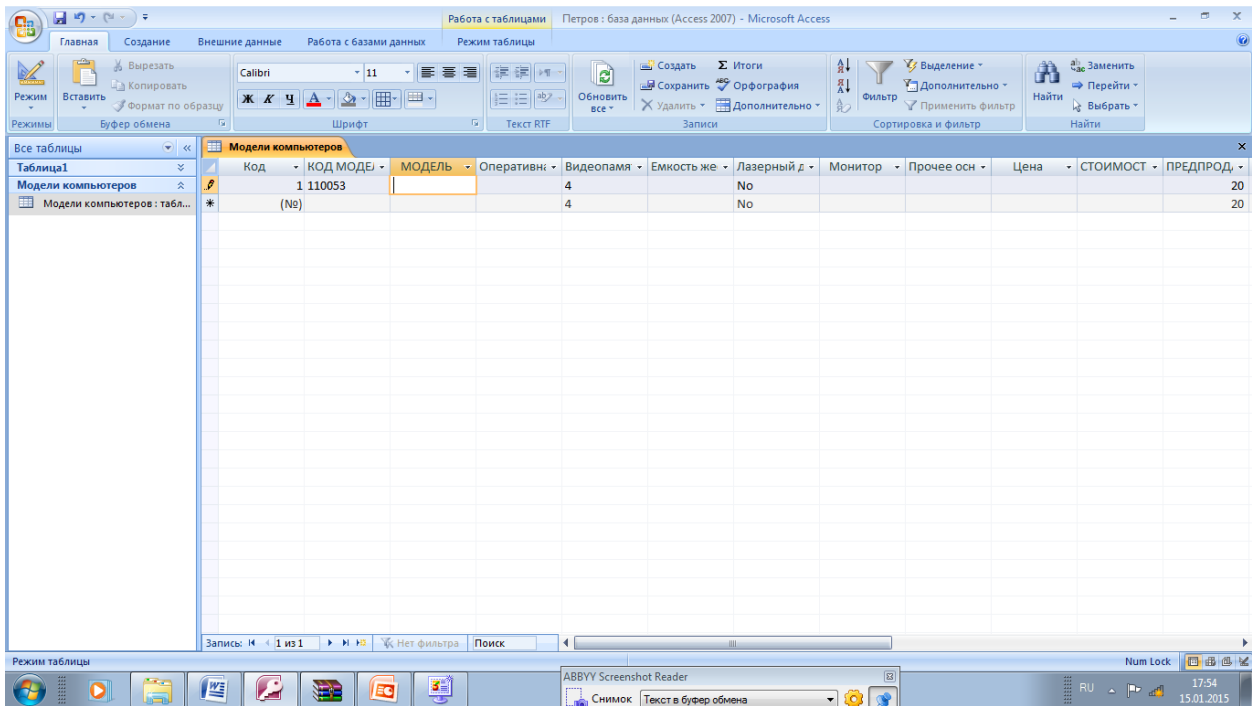 Работа с таблицами Петров : база данных (Access 2007) - Microsoft Access
Главная Создание Внешние данные Работа с базами данных Режим таблицы
Режим
Режимы
Вставить
Вырезать
Копировать
Формат по образцу
Буфер обмена
Calibri 11
Ж К Ч
Шрифт
Текст RTF
Обновить все
Создать
Сохранить
Удалить
Итоги
Орфография
Дополнительно
Записи
Фильтр
Выделение
Дополнительно
Применить фильтр
Сортировка и фильтр
Найти
Заменить
Перейти
Выбрать
Найти
Все таблицы
Таблица1
Модели компьютеров
Модели компьютеров : табл...
Модели компьютеров
Код КОД МОДЕЛ МОДЕЛЬ Оперативна Видеопамят Емкость же Лазерный д Монитор Прочее осн Цена СТОИМОСТ ПРЕДПРОД
1 110053 4 No 20
(№) 4 No 20
Запись: 1 из 1 Нет фильтра Поиск
Режим таблицы Num Lock
ABBYY Screenshot Reader
Снимок Текст в буфер обмена
RU 17:54
15.01.2015